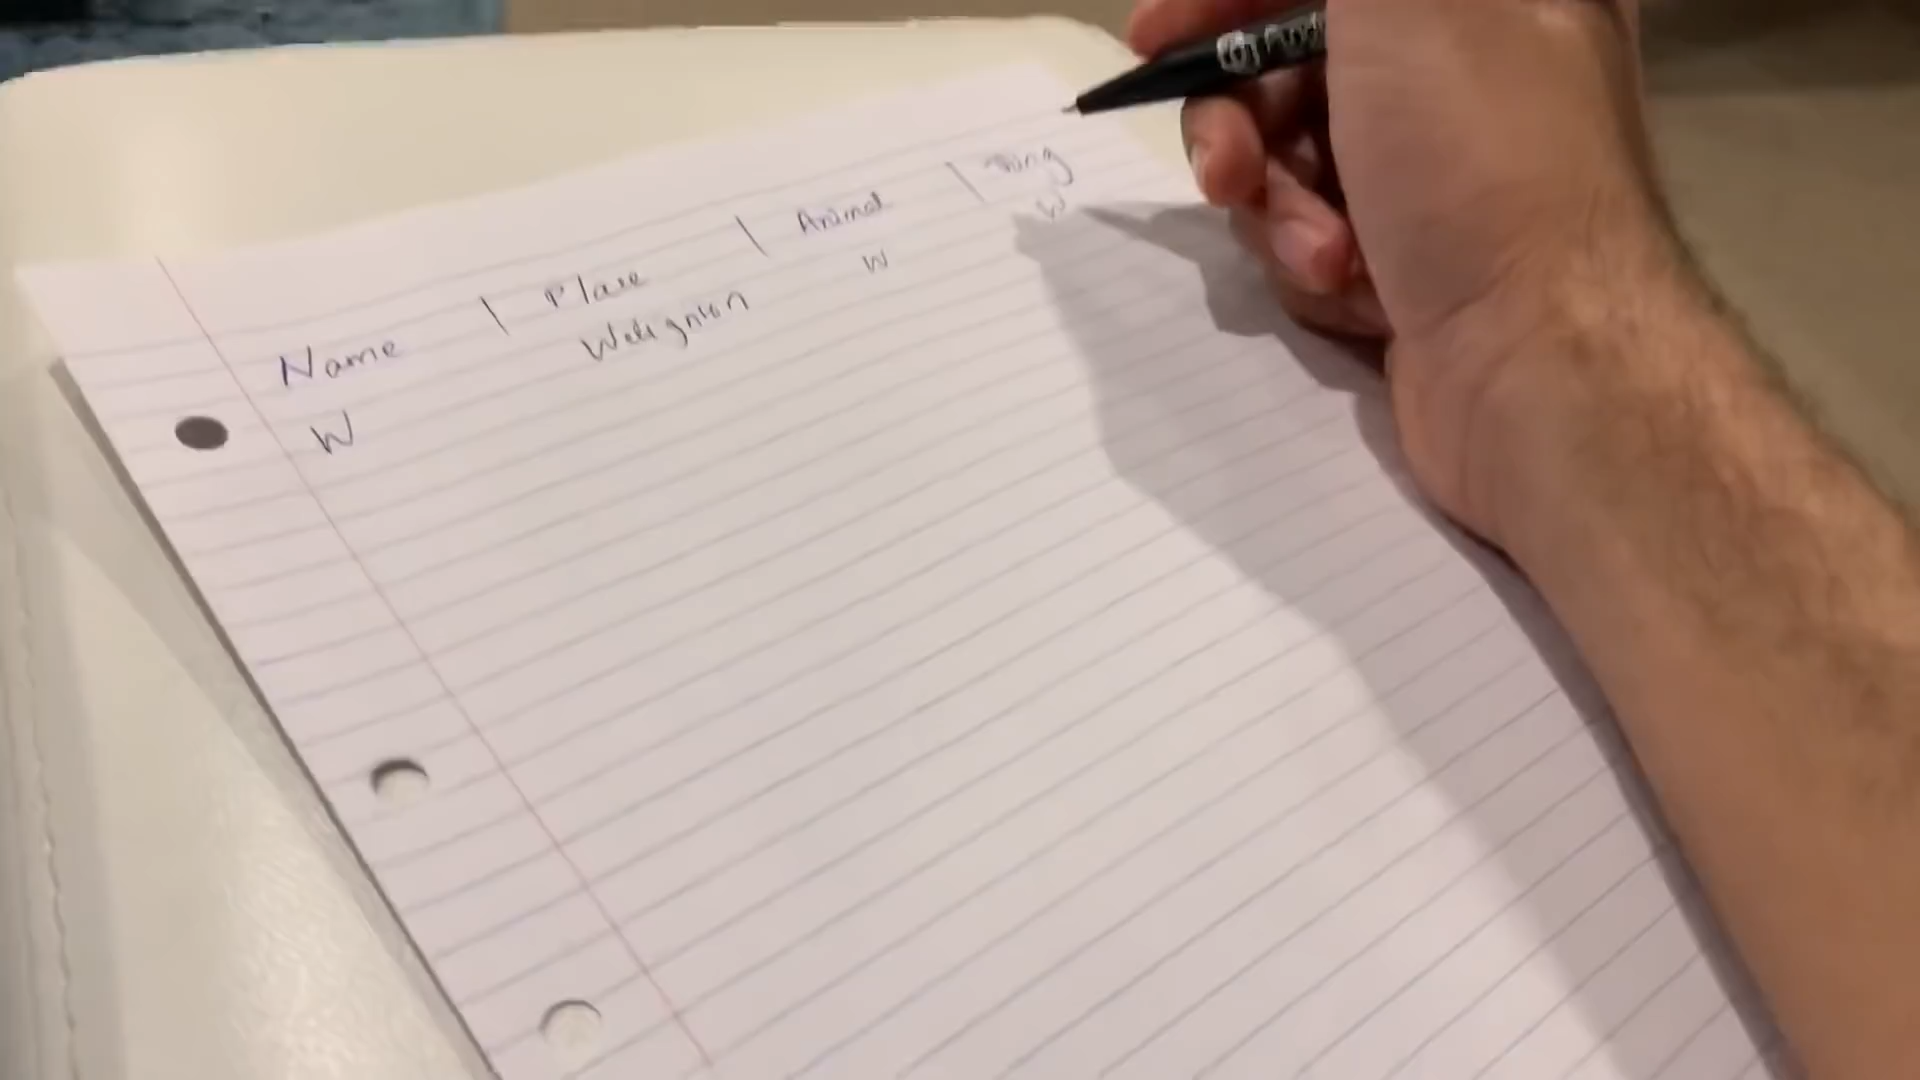 Name | Place | Animal | Thing
W Welignton W W